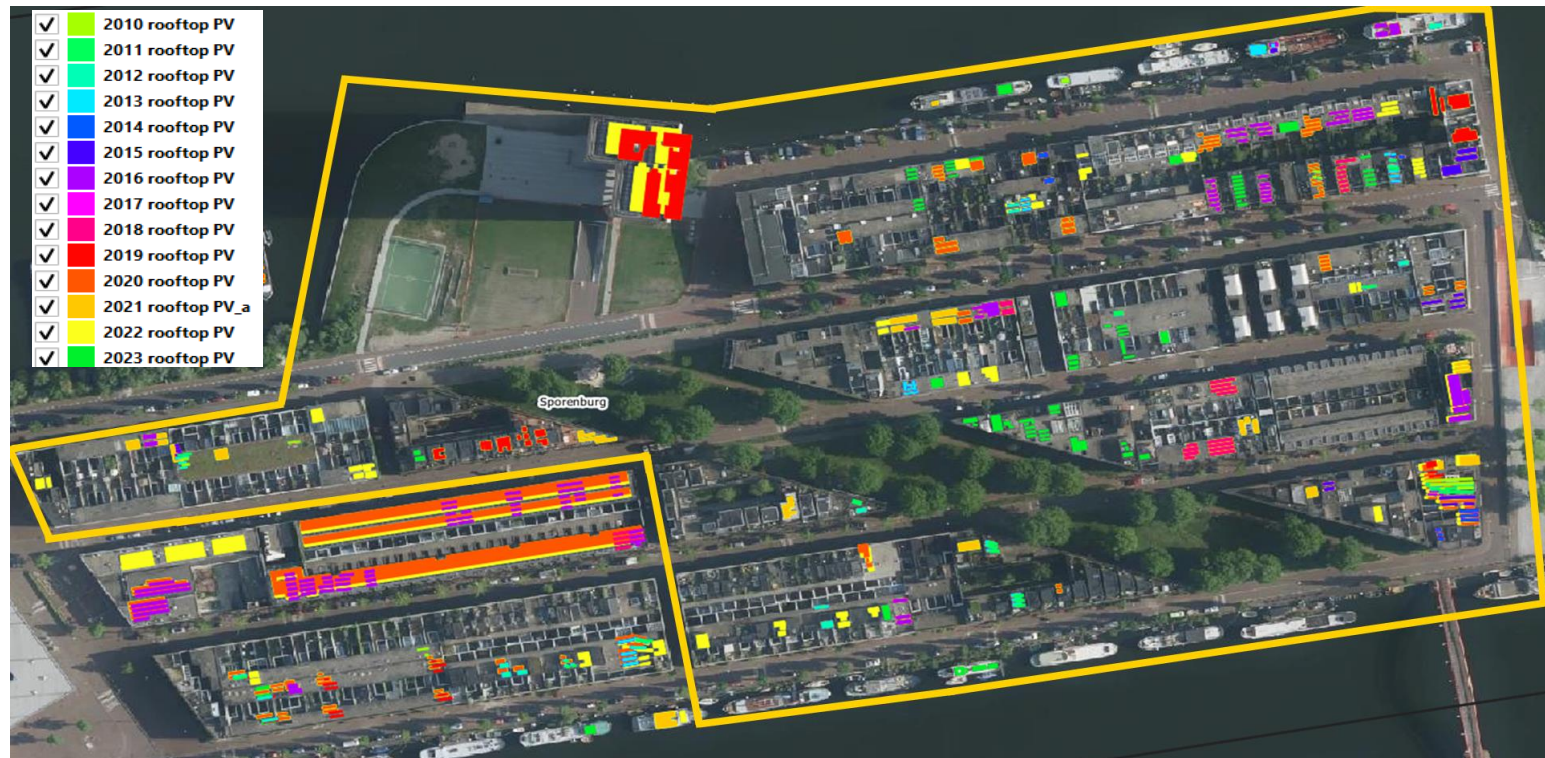 2010 rooftop PV
2011 rooftop PV
2012 rooftop PV
2013 rooftop PV
2014 rooftop PV
2015 rooftop PV
2016 rooftop PV
2017 rooftop PV
2018 rooftop PV
2019 rooftop PV
2020 rooftop PV
2021 rooftop PV_a
2022 rooftop PV
2023 rooftop PV
Sporenburg